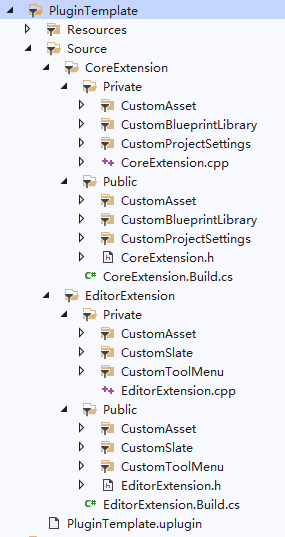 PluginTemplate
Resources
Source
CoreExtension
Private
CustomAsset
CustomBlueprintLibrary
CustomProjectSettings
CoreExtension.cpp
Public
CustomAsset
CustomBlueprintLibrary
CustomProjectSettings
CoreExtension.h
CoreExtension.Build.cs
EditorExtension
Private
CustomAsset
CustomSlate
CustomToolMenu
EditorExtension.cpp
Public
CustomAsset
CustomSlate
CustomToolMenu
EditorExtension.h
EditorExtension.Build.cs
PluginTemplate.uplugin